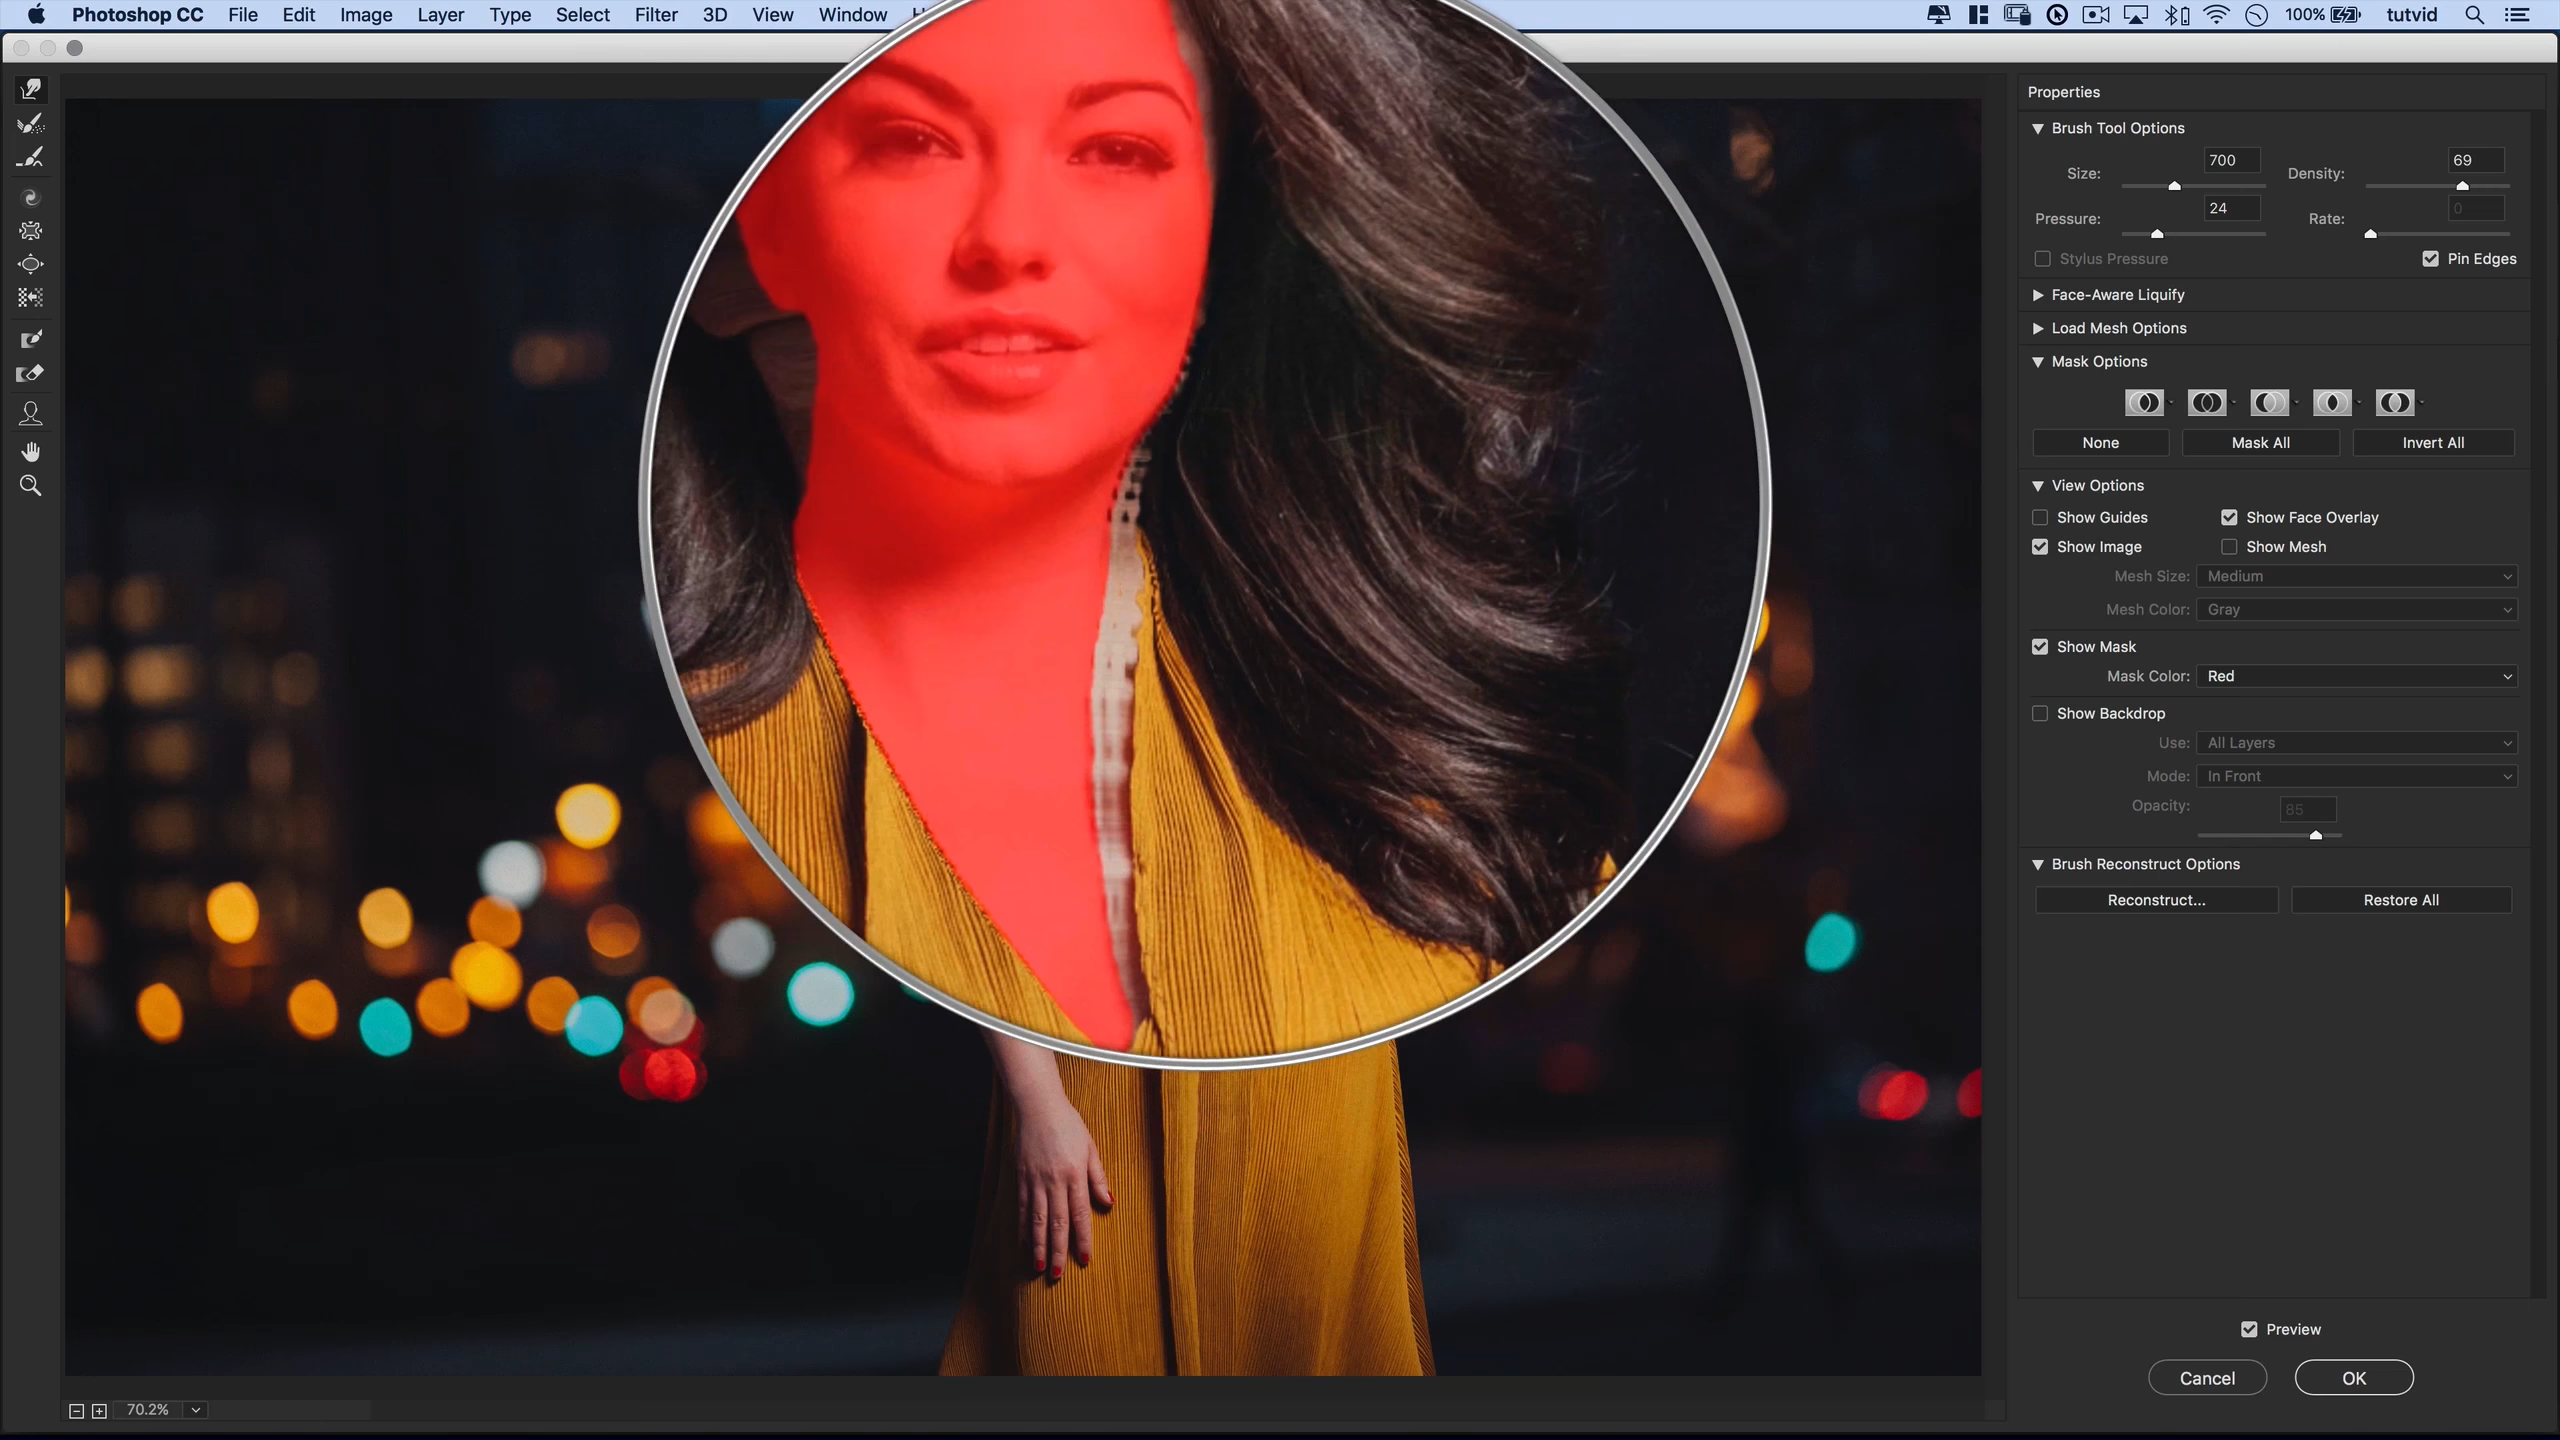 Photoshop CC File Edit Image Layer Type Select Filter 3D View Window
100% tutvid
Properties
Brush Tool Options
Size: 700 Density: 69
Pressure: 24 Rate: 0
Stylus Pressure Pin Edges
Face-Aware Liquify
Load Mesh Options
Mask Options
None Mask All Invert All
View Options
Show Guides Show Face Overlay
Show Image Show Mesh
Mesh Size: Medium
Mesh Color: Gray
Show Mask
Mask Color: Red
Show Backdrop
Use: All Layers
Mode: In Front
Opacity: 85
Brush Reconstruct Options
Reconstruct... Restore All
Preview
Cancel OK
70.2%